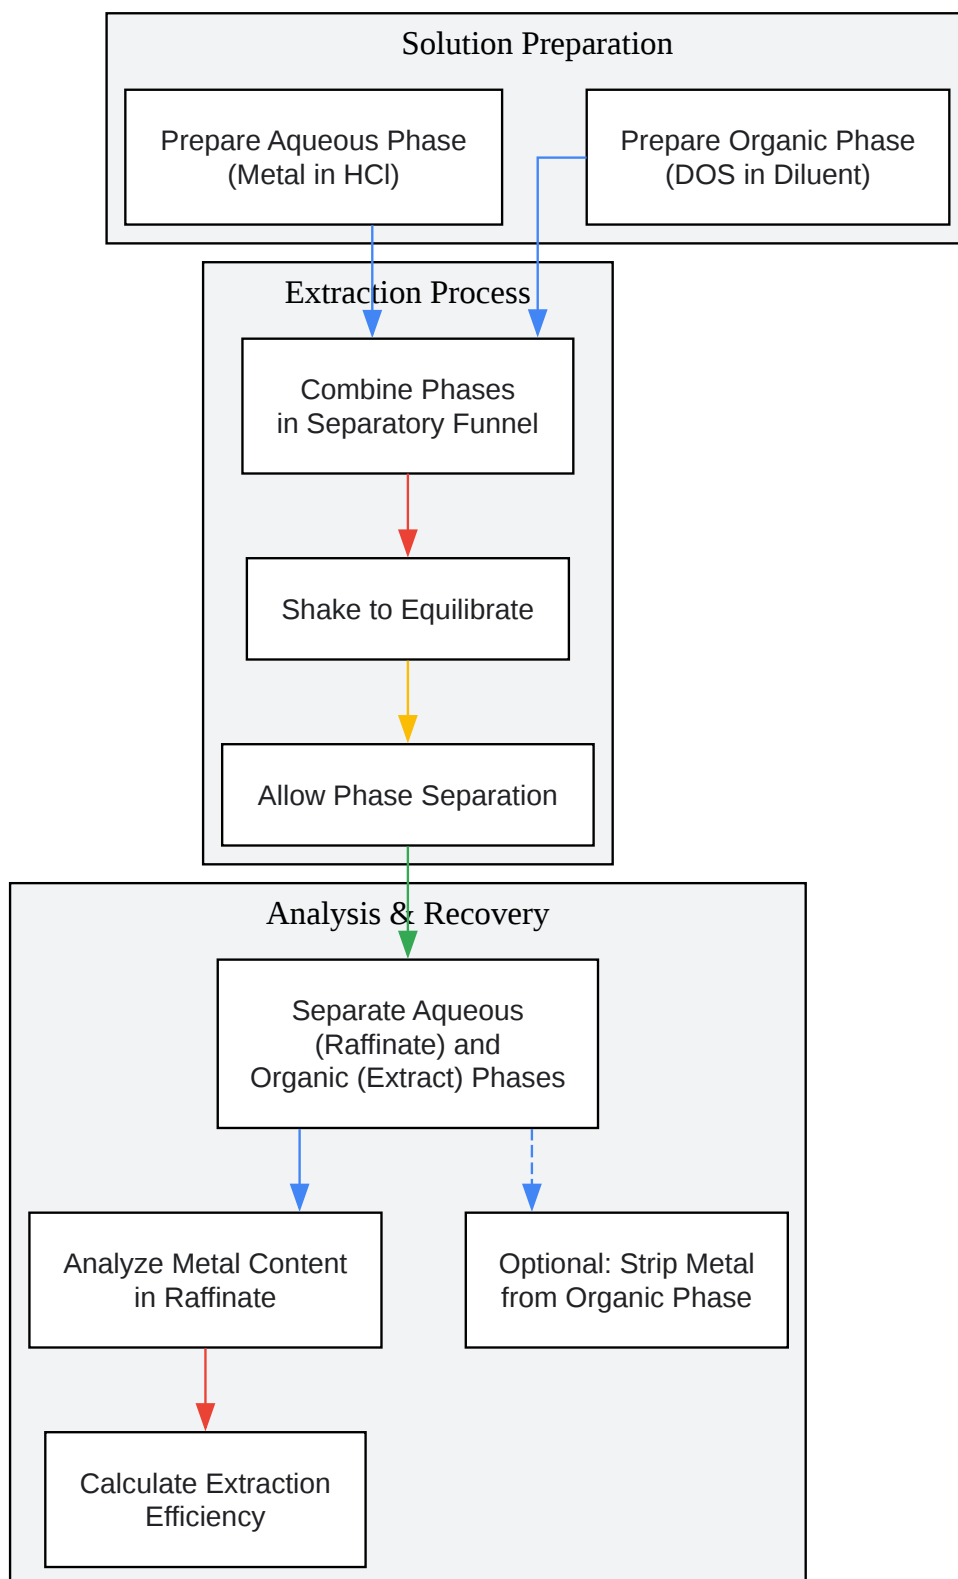 Solution Preparation
Prepare Aqueous Phase
(Metal in HCl)
Prepare Organic Phase
(DOS in Diluent)
Extraction Process
Combine Phases
in Separatory Funnel
Shake to Equilibrate
Allow Phase Separation
Analysis & Recovery
Separate Aqueous
(Raffinate) and
Organic (Extract) Phases
Analyze Metal Content
in Raffinate
Optional: Strip Metal
from Organic Phase
Calculate Extraction
Efficiency